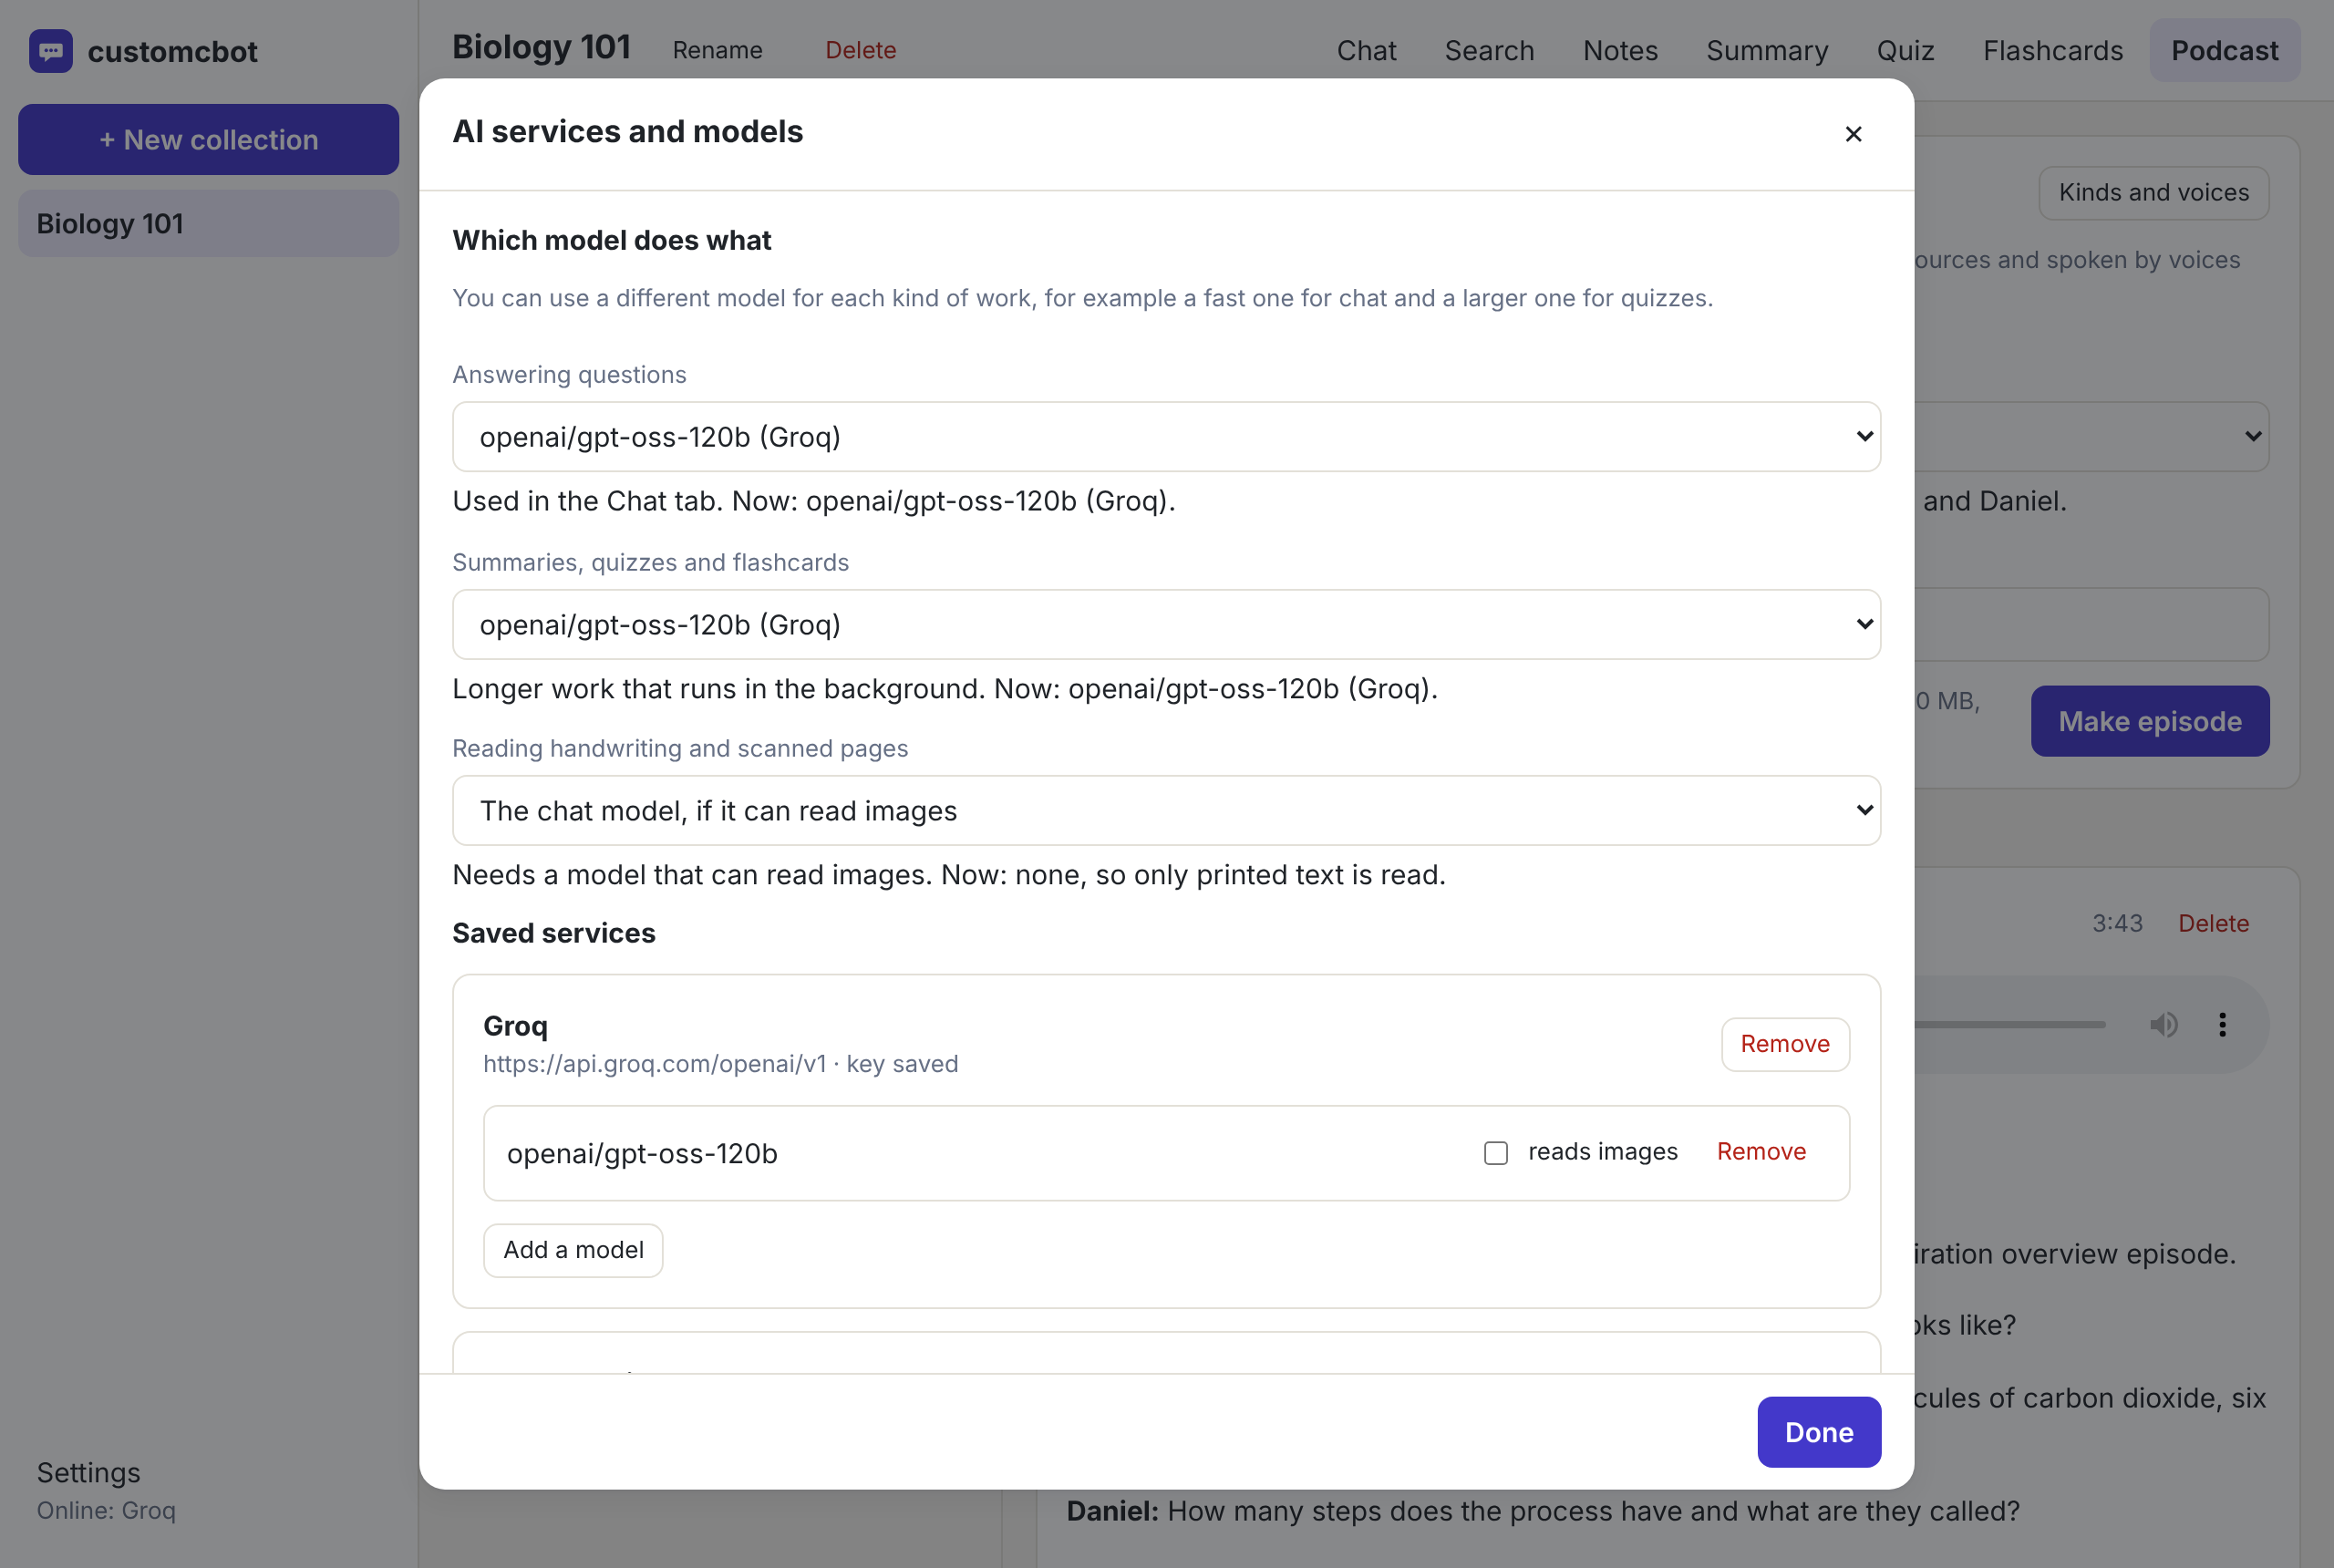 customcbot
+ New collection
Biology 101
Settings
Online: Groq
Biology 101
Rename
Delete
Chat
Search
Notes
Summary
Quiz
Flashcards
Podcast
AI services and models
Which model does what
You can use a different model for each kind of work, for example a fast one for chat and a larger one for quizzes.
Answering questions
openai/gpt-oss-120b (Groq)
Used in the Chat tab. Now: openai/gpt-oss-120b (Groq).
Summaries, quizzes and flashcards
openai/gpt-oss-120b (Groq)
Longer work that runs in the background. Now: openai/gpt-oss-120b (Groq).
Reading handwriting and scanned pages
The chat model, if it can read images
Needs a model that can read images. Now: none, so only printed text is read.
Saved services
Groq
https://api.groq.com/openai/v1 · key saved
Remove
openai/gpt-oss-120b
reads images
Remove
Add a model
Done
Kinds and voices
and spoken by voices
and Daniel.
0 MB,
Make episode
3:43
Delete
overview episode.
like?
of carbon dioxide, six
Daniel: How many steps does the process have and what are they called?